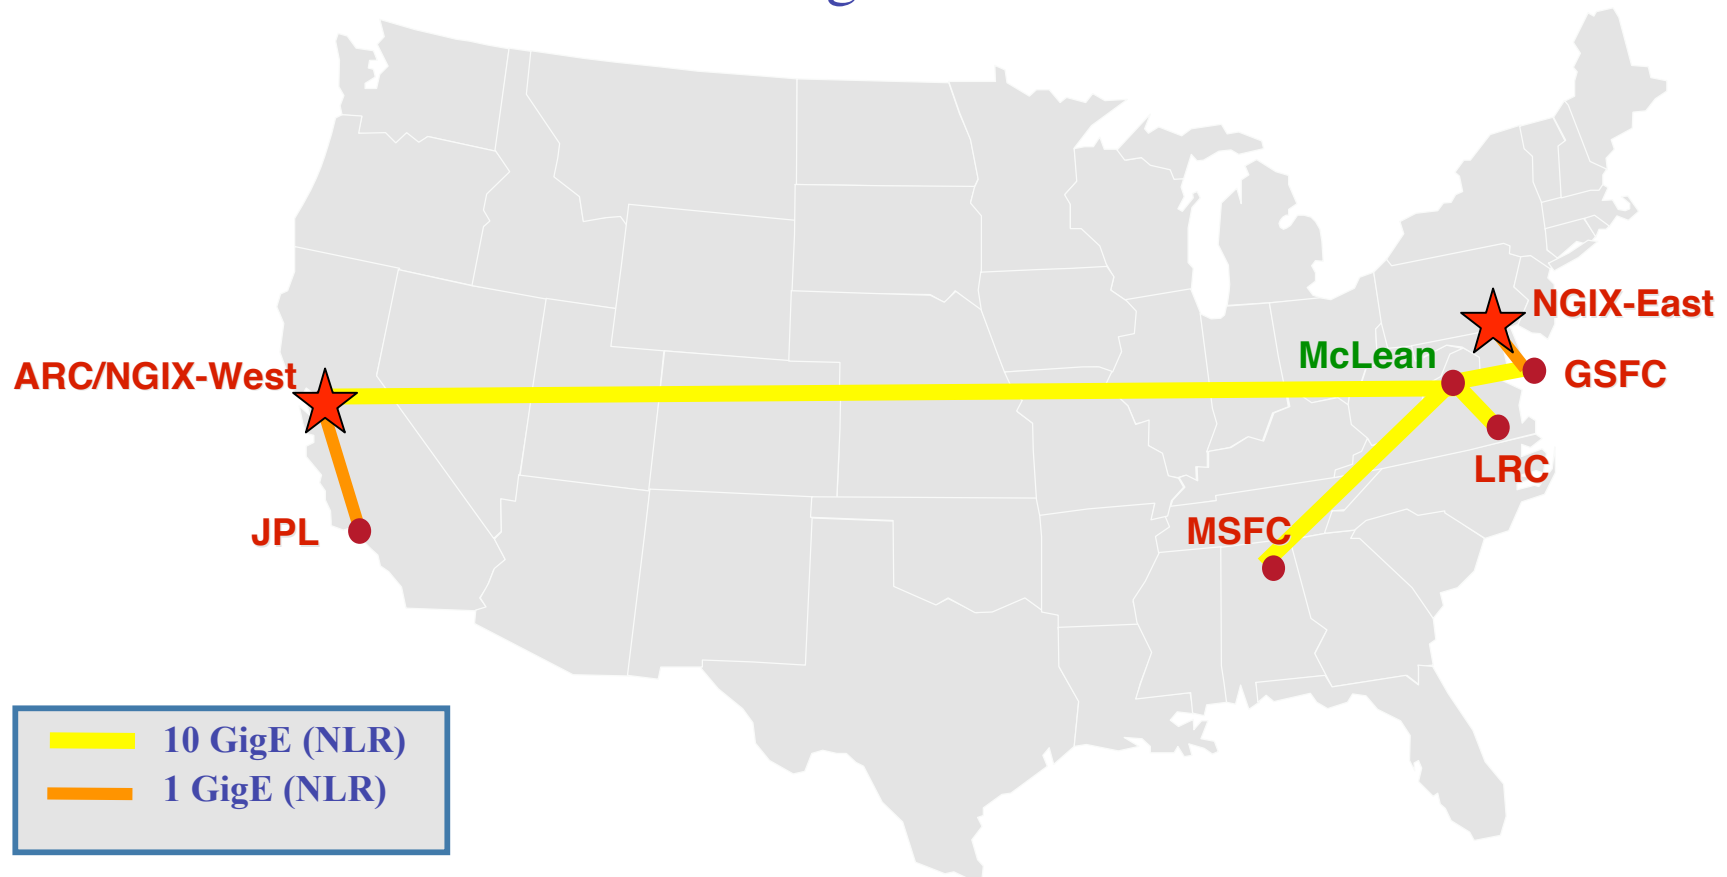 NGIX-East
McLean
GSFC
ARC/NGIX-West
LRC
MSFC
JPL
10 GigE (NLR)
1 GigE (NLR)